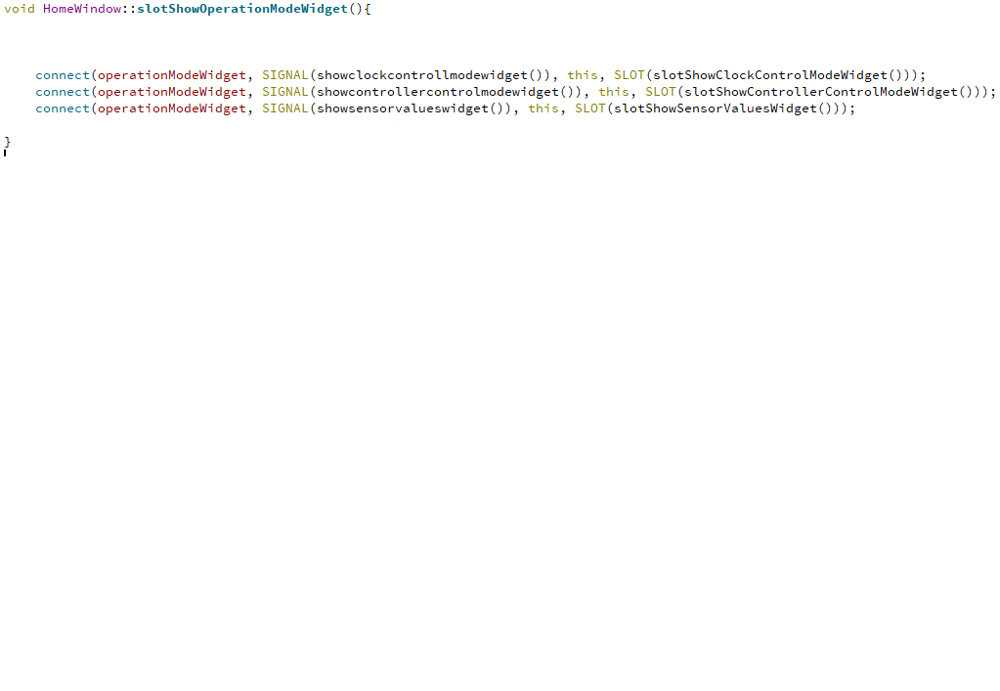 void HomeWindow::slotShowOperationModeWidget(){
connect(operationModeWidget, SIGNAL(showclockcontrollmodewidget()), this, SLOT(slotShowClockControlModeWidget()));
connect(operationModeWidget, SIGNAL(showcontrollercontrolmodewidget()), this, SLOT(slotShowControllerControlModeWidget()));
connect(operationModeWidget, SIGNAL(showsensorvalueswidget()), this, SLOT(slotShowSensorValuesWidget()));
}